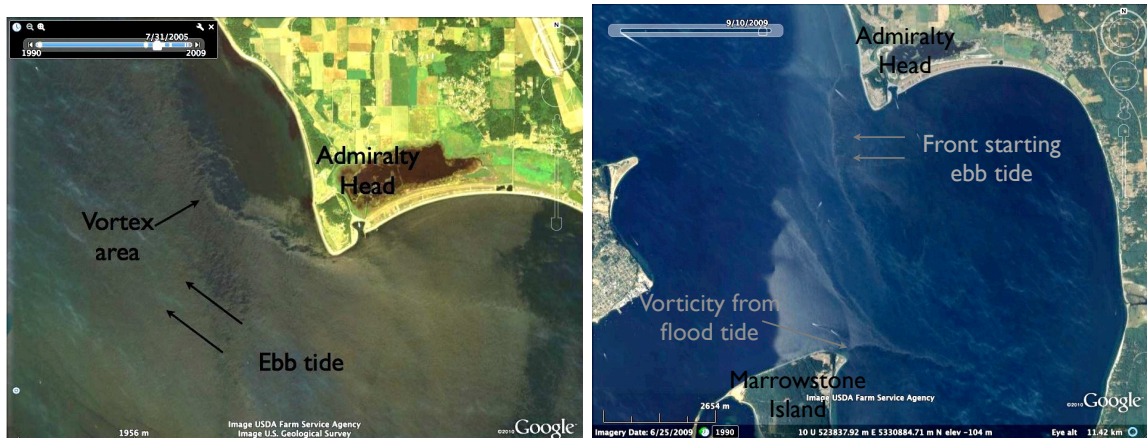 7/31/2005
1990
2009
N
Admiralty
Head
Vortex
area
Ebb tide
1956 m
Image USDA Farm Service Agency
Image U.S. Geological Survey
©2010 Google
9/10/2009
N
Admiralty
Head
Front starting
ebb tide
Vorticity from
flood tide
Marrowstone
Island
2654 m
Image USDA Farm Service Agency
©2010 Google
Imagery Date: 6/25/2009
1990
10 U 523837.92 m E 5330884.71 m N elev -104 m
Eye alt 11.42 km